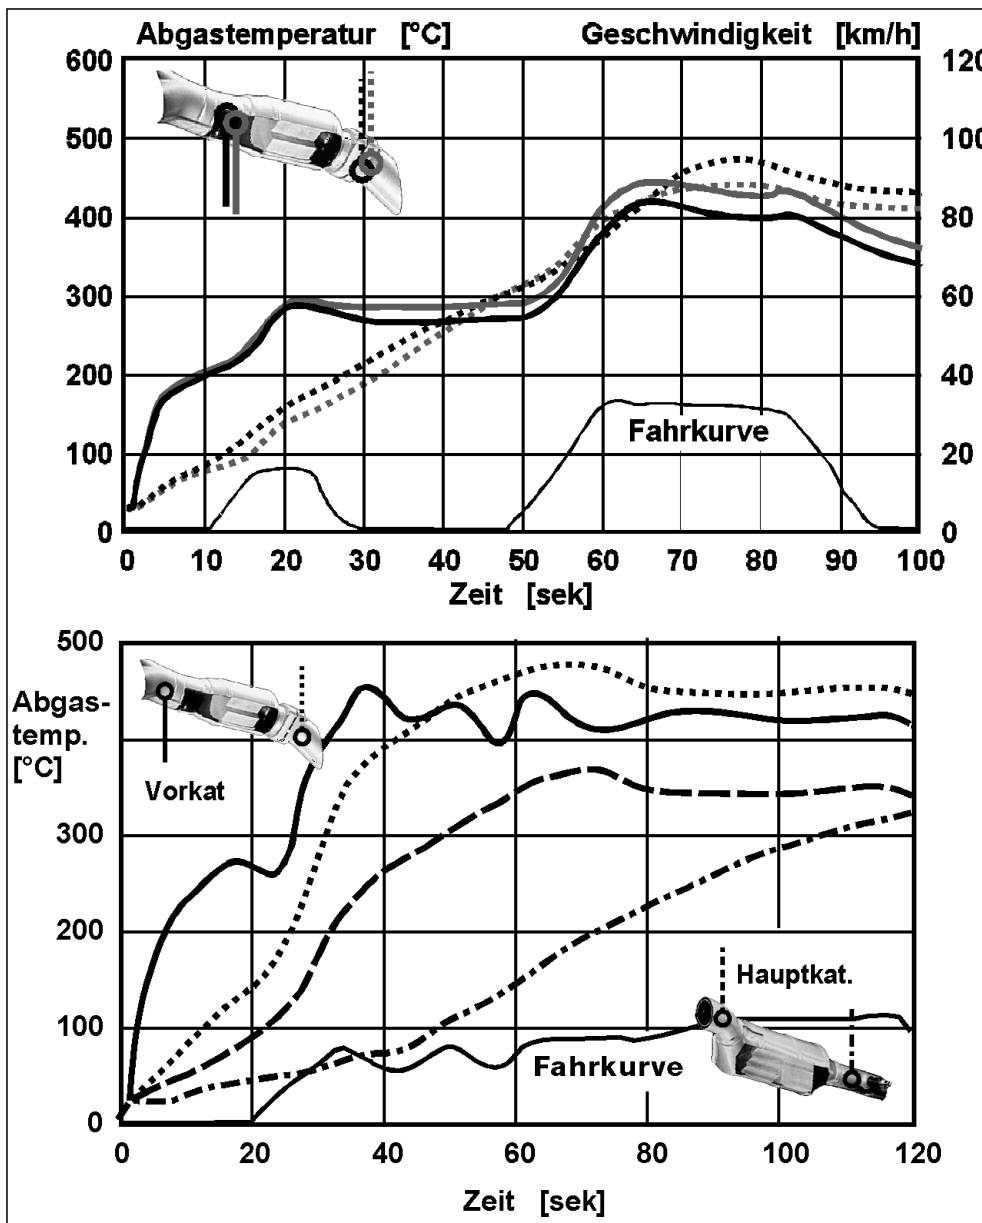 Abgastemperatur [°C] Geschwindigkeit [km/h]
600 120
500 100
400 80
300 60
200 40
100 20
0 0
Fahrkurve
0 10 20 30 40 50 60 70 80 90 100
Zeit [sek]
500
Abgas-
temp.
[°C]
300
200
100
0
Vorkat
Hauptkat.
Fahrkurve
0 20 40 60 80 100 120
Zeit [sek]